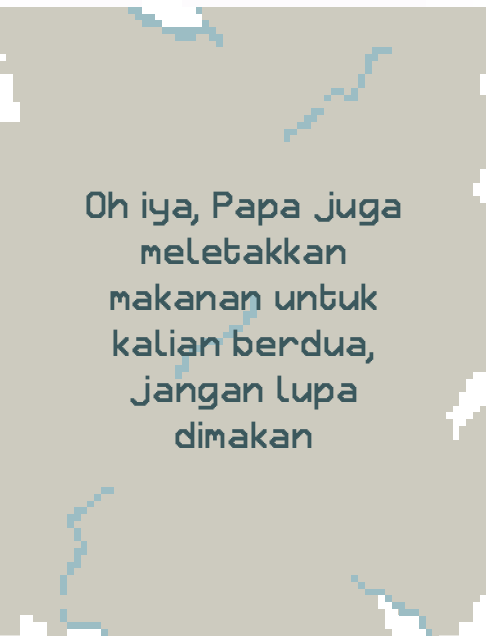 Oh iya, Papa juga
meletakkan
makanan untuk
kalian berdua,
jangan lupa
dimakan